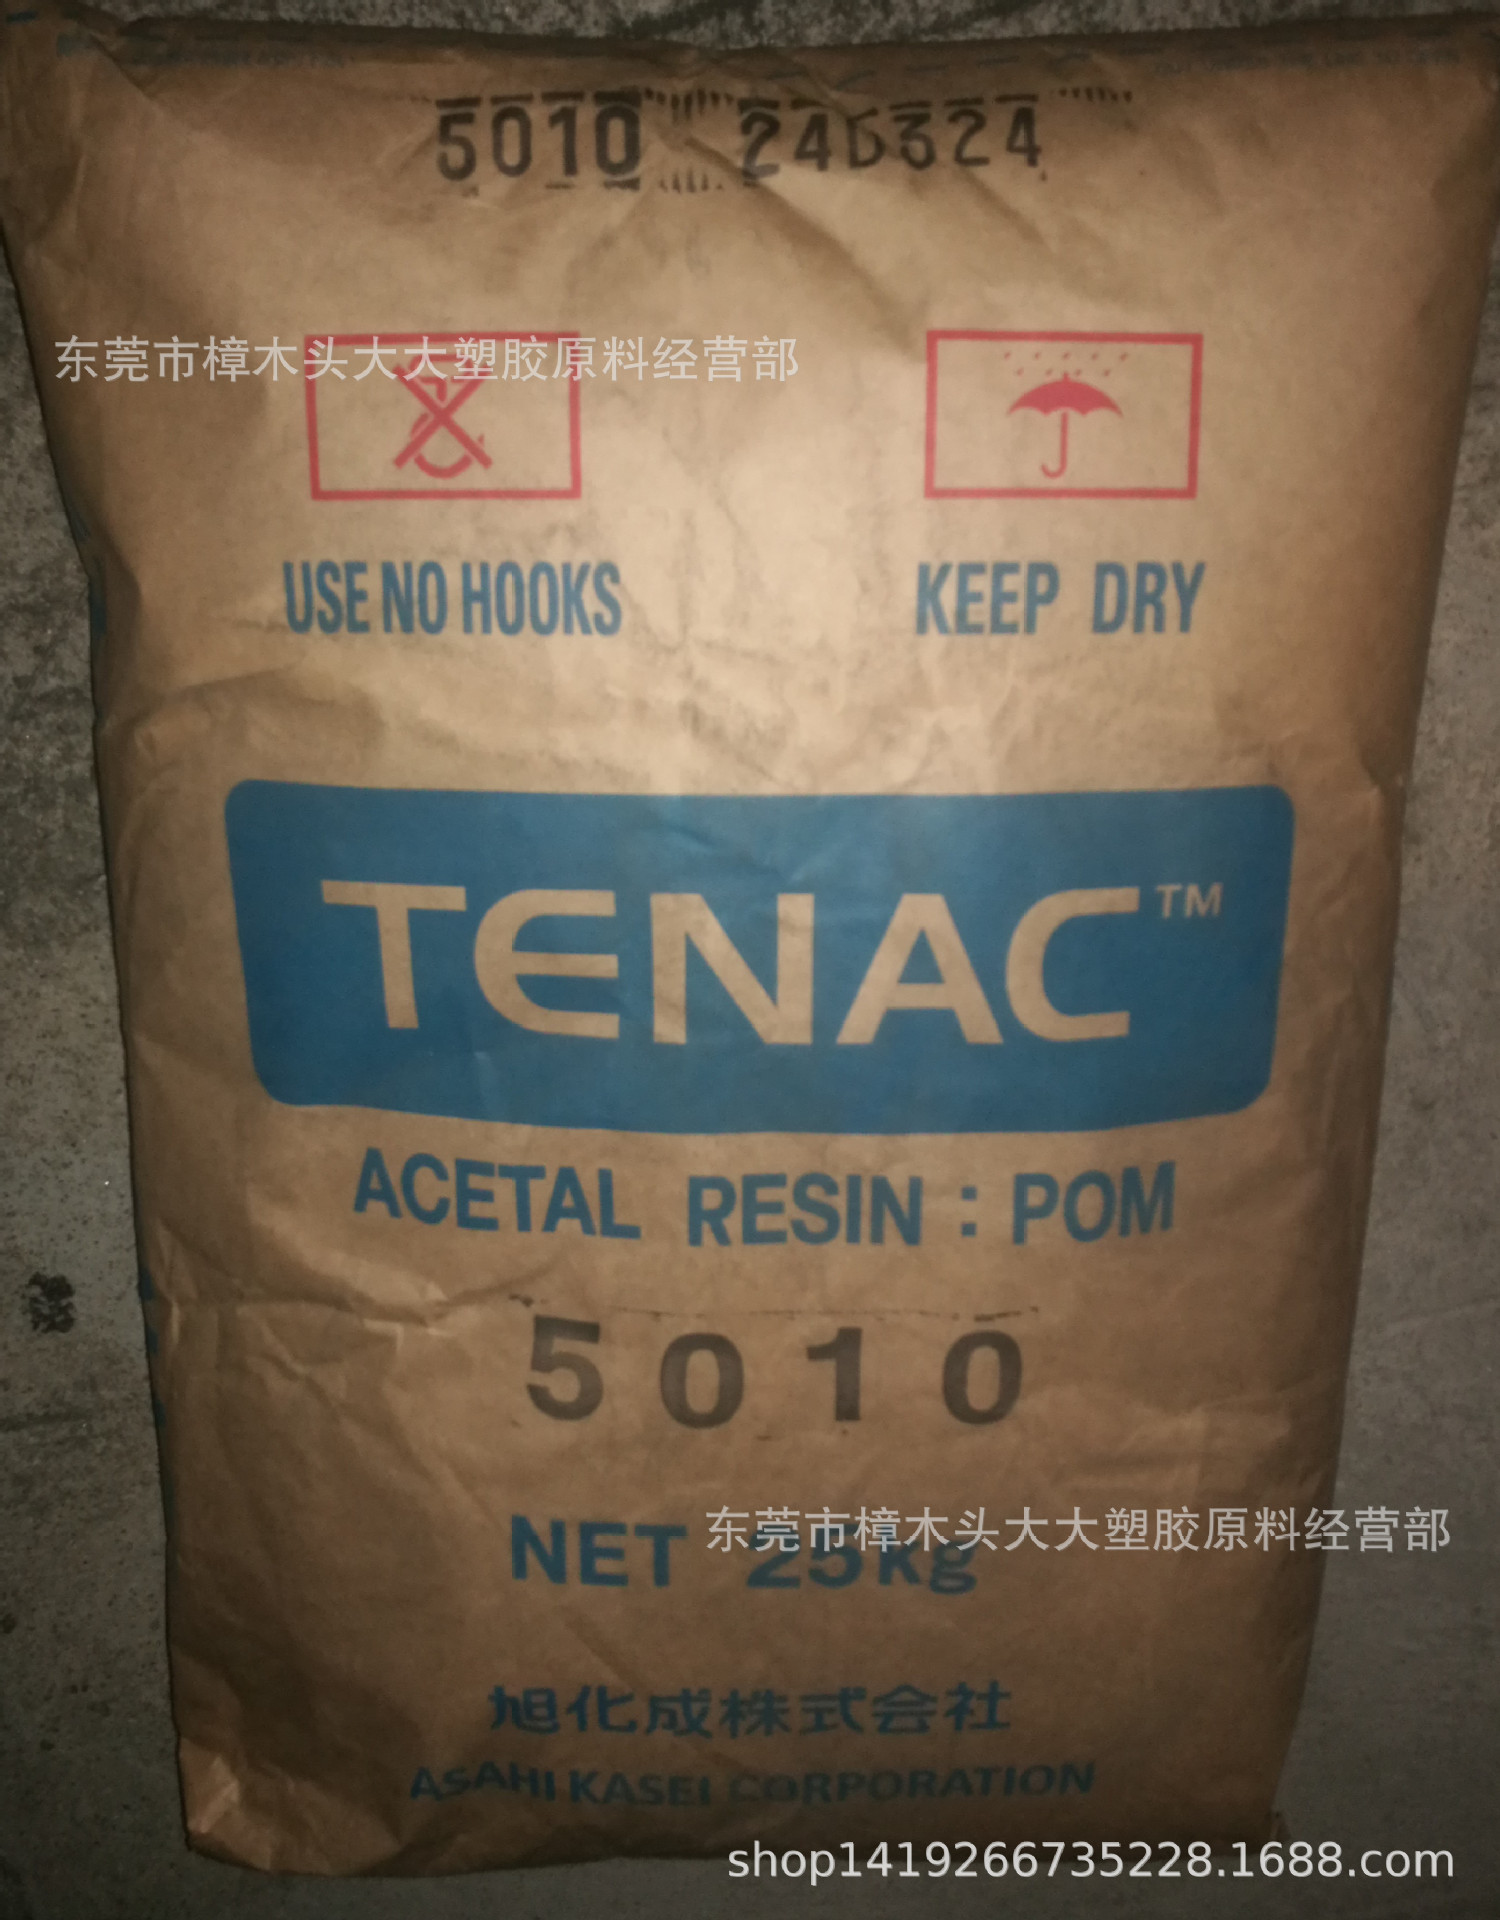 5010 24D324
东莞市樟木头大大塑胶原料经营部
USE NO HOOKS
KEEP DRY
TENAC™
ACETAL RESIN : POM
5010
NET 25kg
东莞市樟木头大大塑胶原料经营部
旭化成株式会社
ASAHI KASEI CORPORATION
shop1419266735228.1688.com